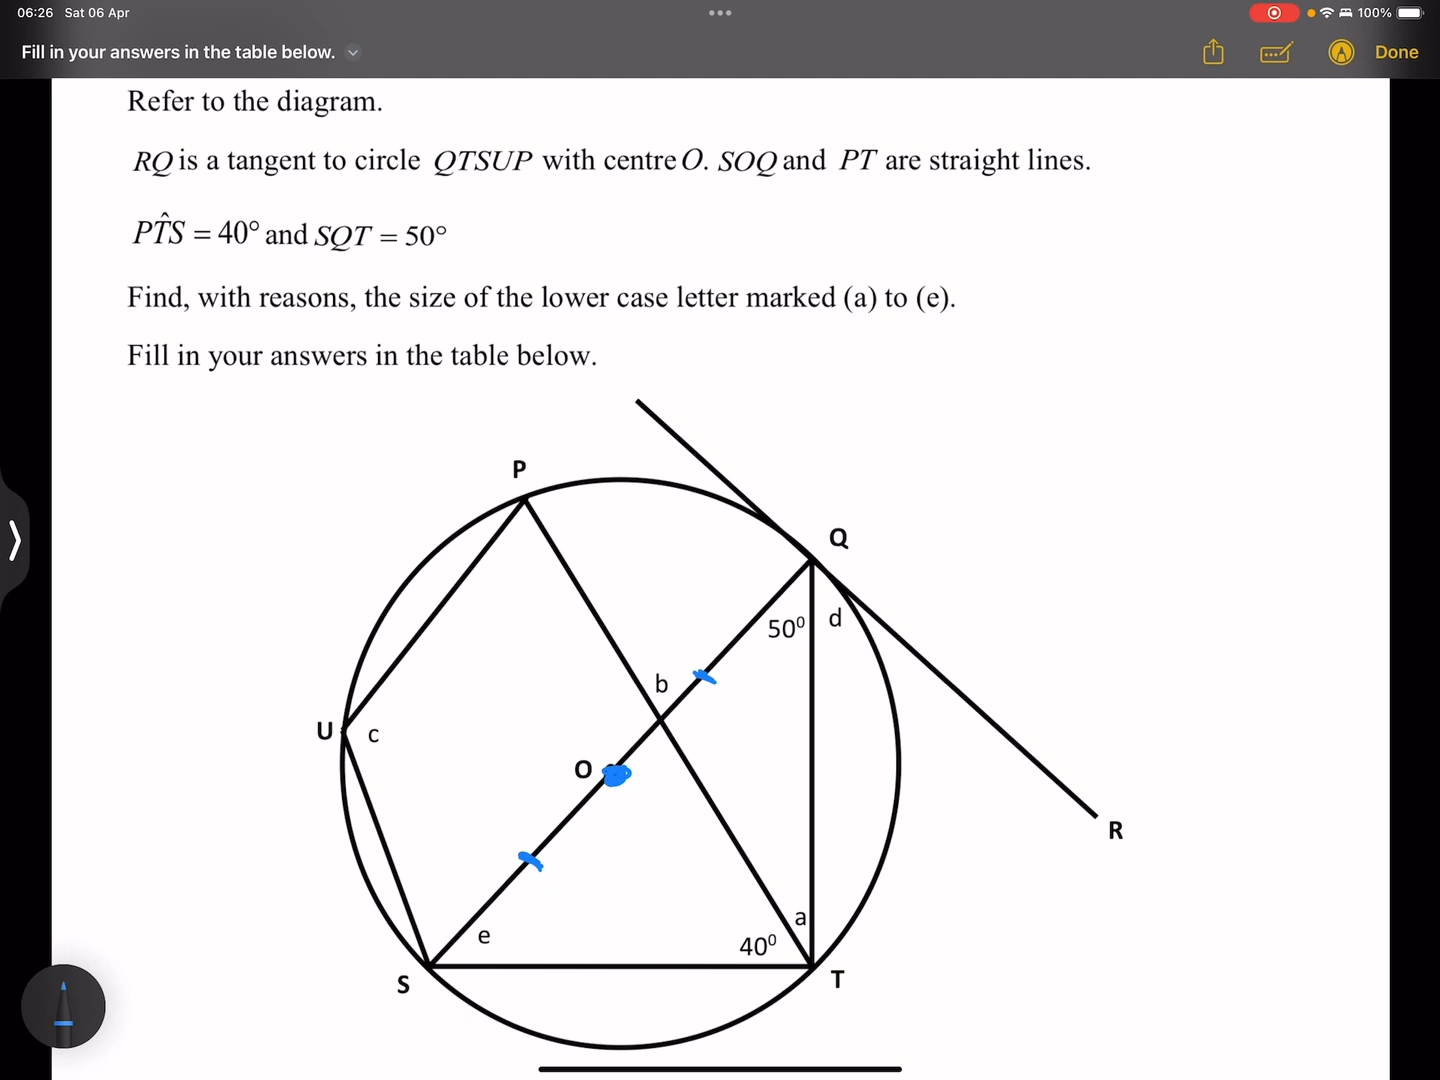 06:26 Sat 06 Apr
100%
Fill in your answers in the table below.
Done
Refer to the diagram.
RQ is a tangent to circle QTSUP with centre O. SOQ and PT are straight lines.
PT̂S = 40° and SQT = 50°
Find, with reasons, the size of the lower case letter marked (a) to (e).
Fill in your answers in the table below.
P
Q
50⁰
d
b
U
c
O
R
a
e
40⁰
S
T